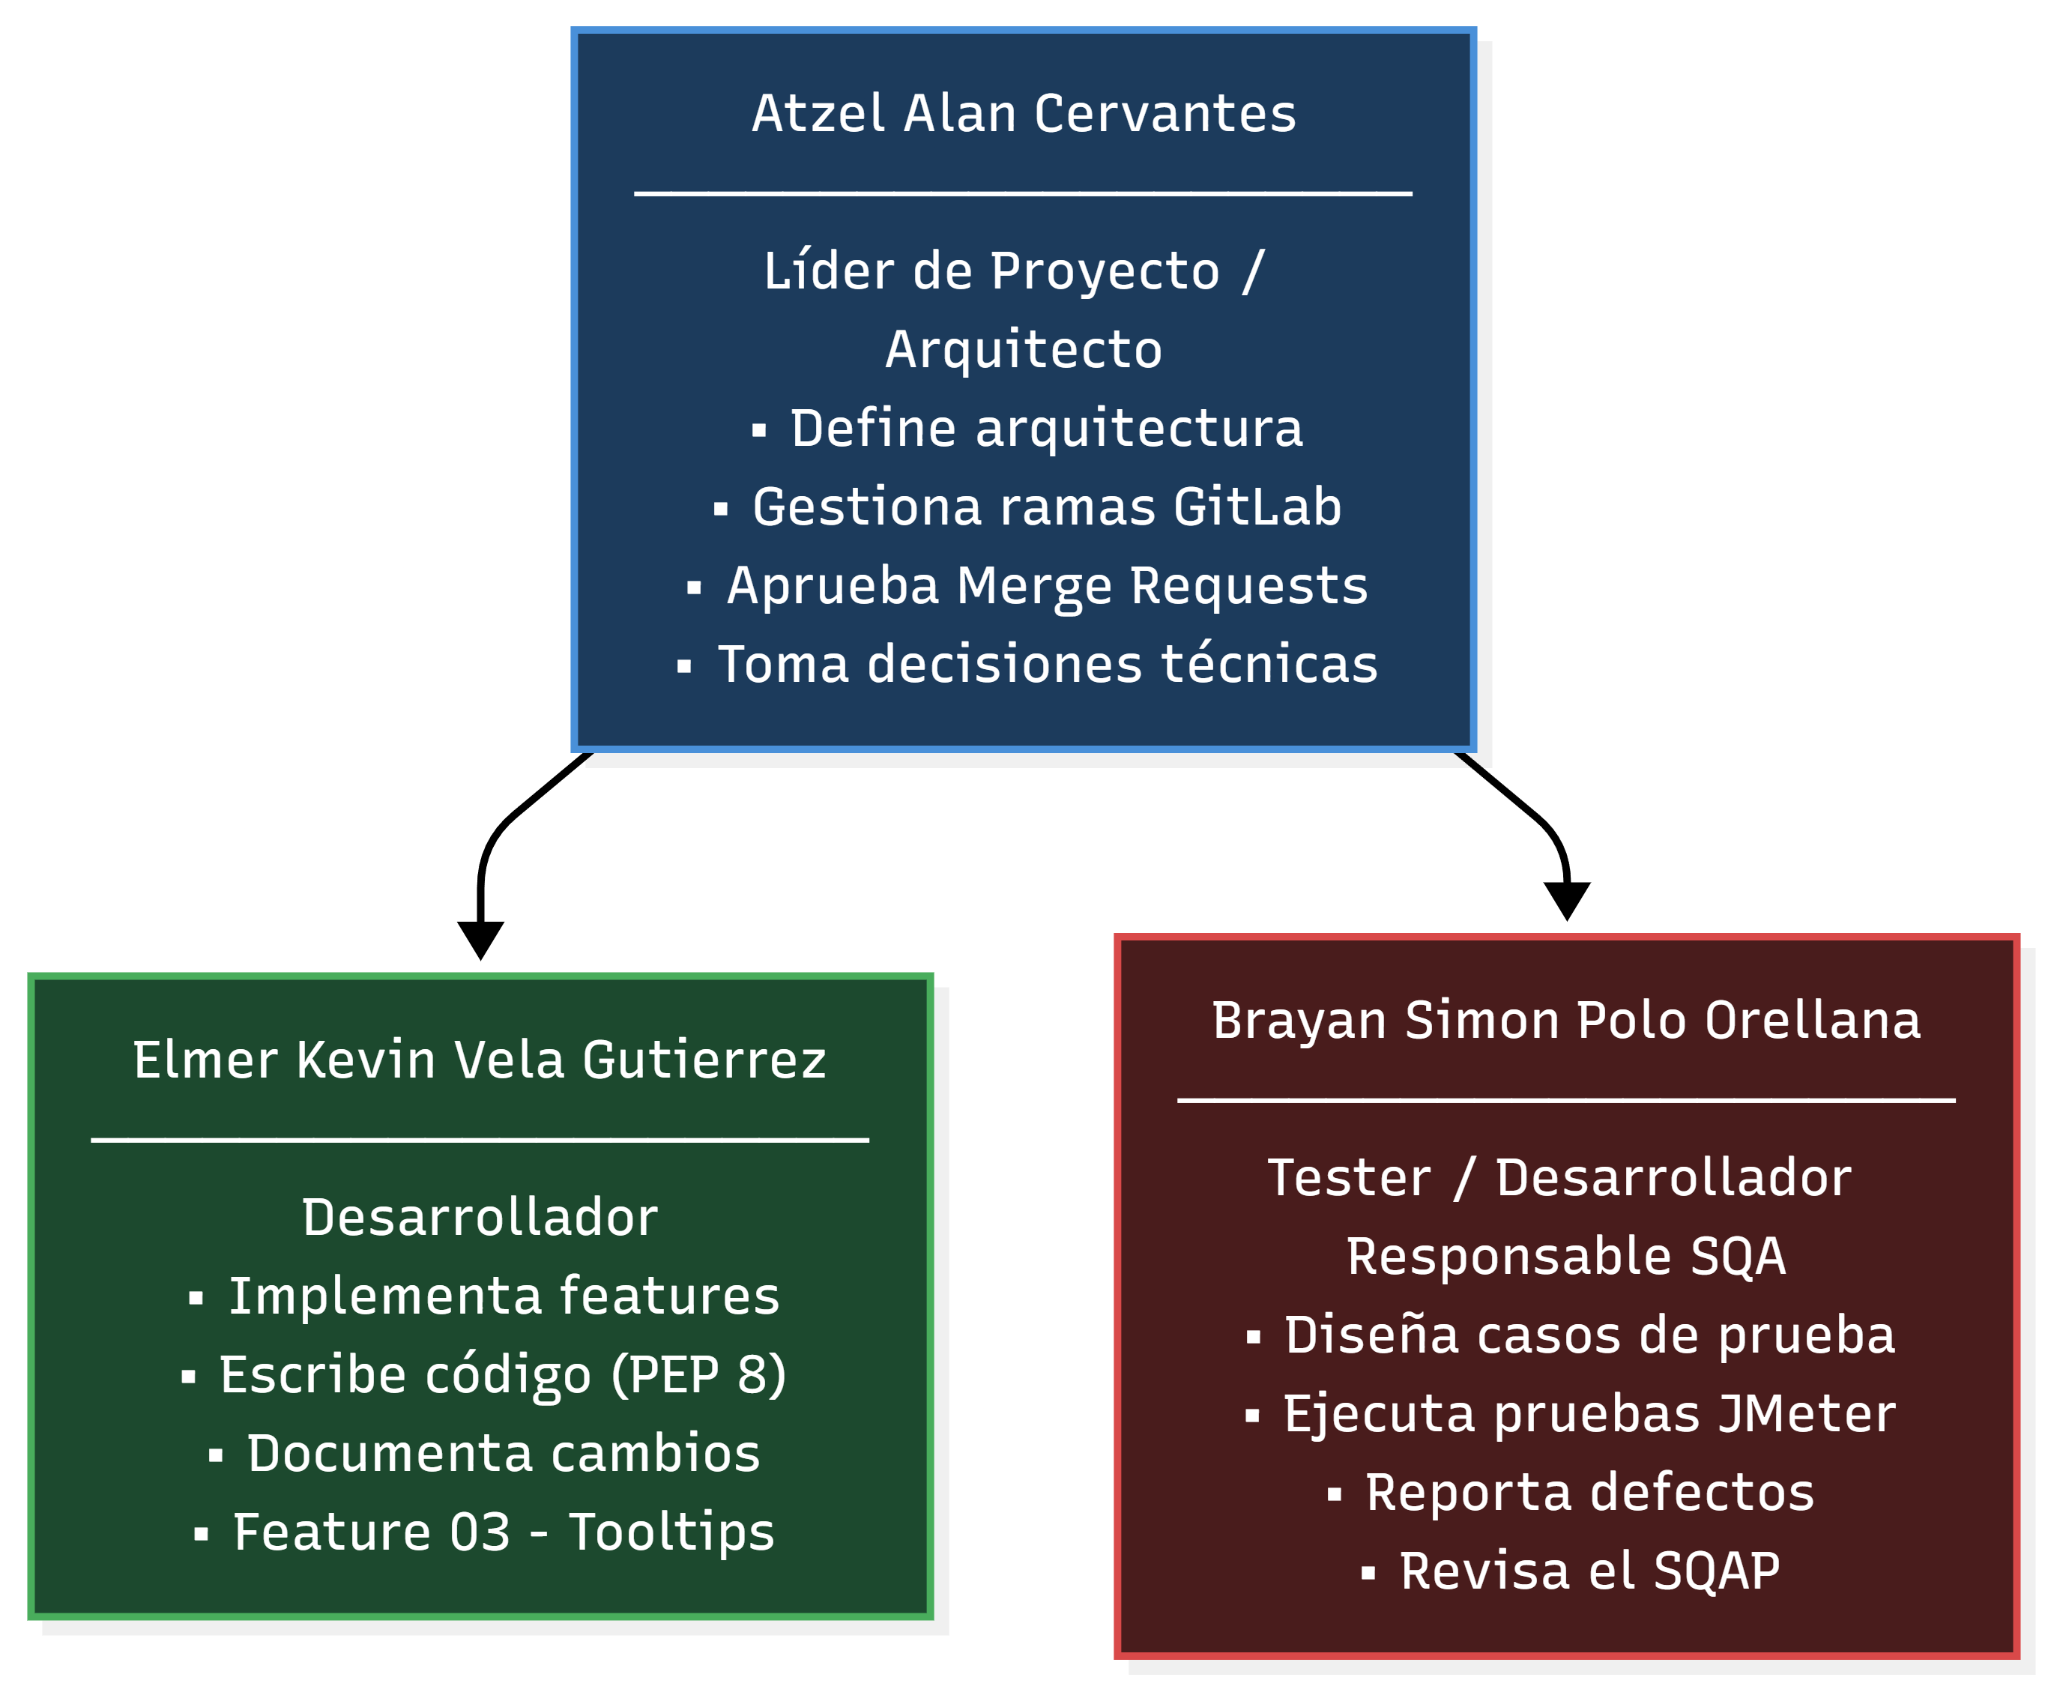 Atzel Alan Cervantes
Líder de Proyecto /
Arquitecto
▪ Define arquitectura
▪ Gestiona ramas GitLab
▪ Aprueba Merge Requests
▪ Toma decisiones técnicas
Elmer Kevin Vela Gutierrez
Desarrollador
▪ Implementa features
▪ Escribe código (PEP 8)
▪ Documenta cambios
▪ Feature 03 - Tooltips
Brayan Simon Polo Orellana
Tester / Desarrollador
Responsable SQA
▪ Diseña casos de prueba
▪ Ejecuta pruebas JMeter
▪ Reporta defectos
▪ Revisa el SQAP